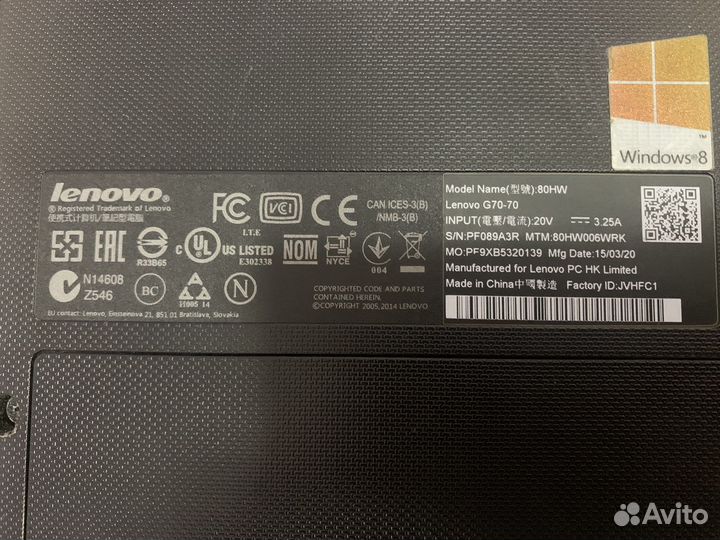 Windows®8
lenovo®
® Registered Trademark of Lenovo
便携式计算机/筆記型電腦
FC
VCI
CE
CAN ICES-3(B)
/NMB-3(B)
I.T.E
EAC
R33B65
c UL US LISTED
E302338
NOM
NYCE
004
N14608
Z546
BC
H005 14
N
COPYRIGHTED CODE AND PARTS
CONTAINED HEREIN.
©COPYRIGHT 2005,2014 LENOVO
EU contact: Lenovo, Einsteinova 21, 851 01 Bratislava, Slovakia
Model Name(型號):80HW
Lenovo G70-70
INPUT(電壓/電流):20V 3.25A
S/N:PF089A3R MTM:80HW006WRK
MO:PF9XB5320139 Mfg Date:15/03/20
Manufactured for Lenovo PC HK Limited
Made in China中國製造 Factory ID:JVHFC1
Avito